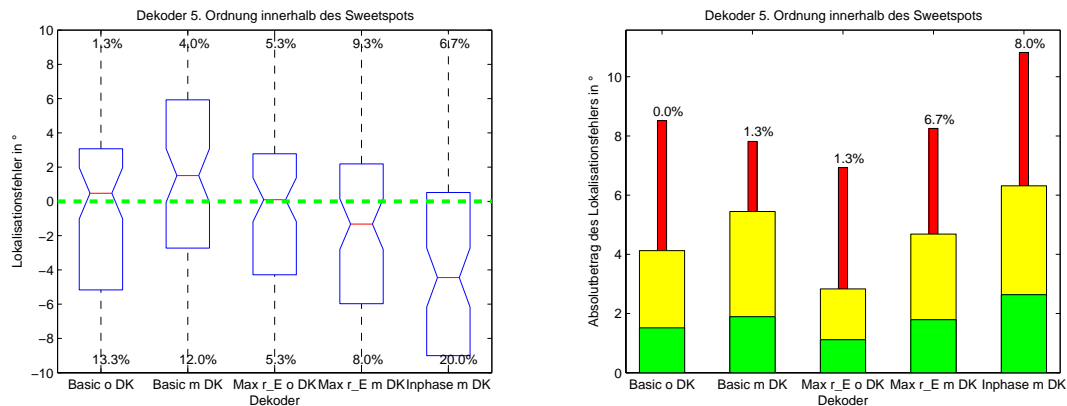 Dekoder 5. Ordnung innerhalb des Sweetspots
10
8
6
4
2
0
−2
−4
−6
−8
−10
Lokalisationsfehler in °
1.3% 4.0% 5.3% 9.3% 6.7%
13.3% 12.0% 5.3% 8.0% 20.0%
Basic o DK Basic m DK Max r_E o DK Max r_E m DK Inphase m DK
Dekoder
Dekoder 5. Ordnung innerhalb des Sweetspots
10
8
6
4
2
0
Absolutbetrag des Lokalisationsfehlers in °
0.0% 1.3% 1.3% 6.7% 8.0%
Basic o DK Basic m DK Max r_E o DK Max r_E m DK Inphase m DK
Dekoder